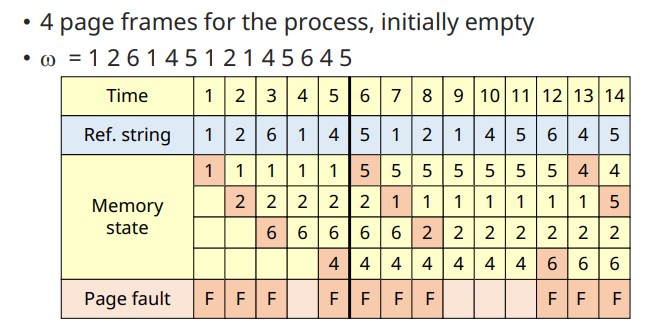 • 4 page frames for the process, initially empty
• ω = 1 2 6 1 4 5 1 2 1 4 5 6 4 5
Time 1 2 3 4 5 6 7 8 9 10 11 12 13 14
Ref. string 1 2 6 1 4 5 1 2 1 4 5 6 4 5
Memory state
1 1 1 1 1 5 5 5 5 5 5 5 4 4
2 2 2 2 2 1 1 1 1 1 1 1 5
6 6 6 6 6 2 2 2 2 2 2 2
4 4 4 4 4 4 4 6 6 6
Page fault F F F F F F F F F F